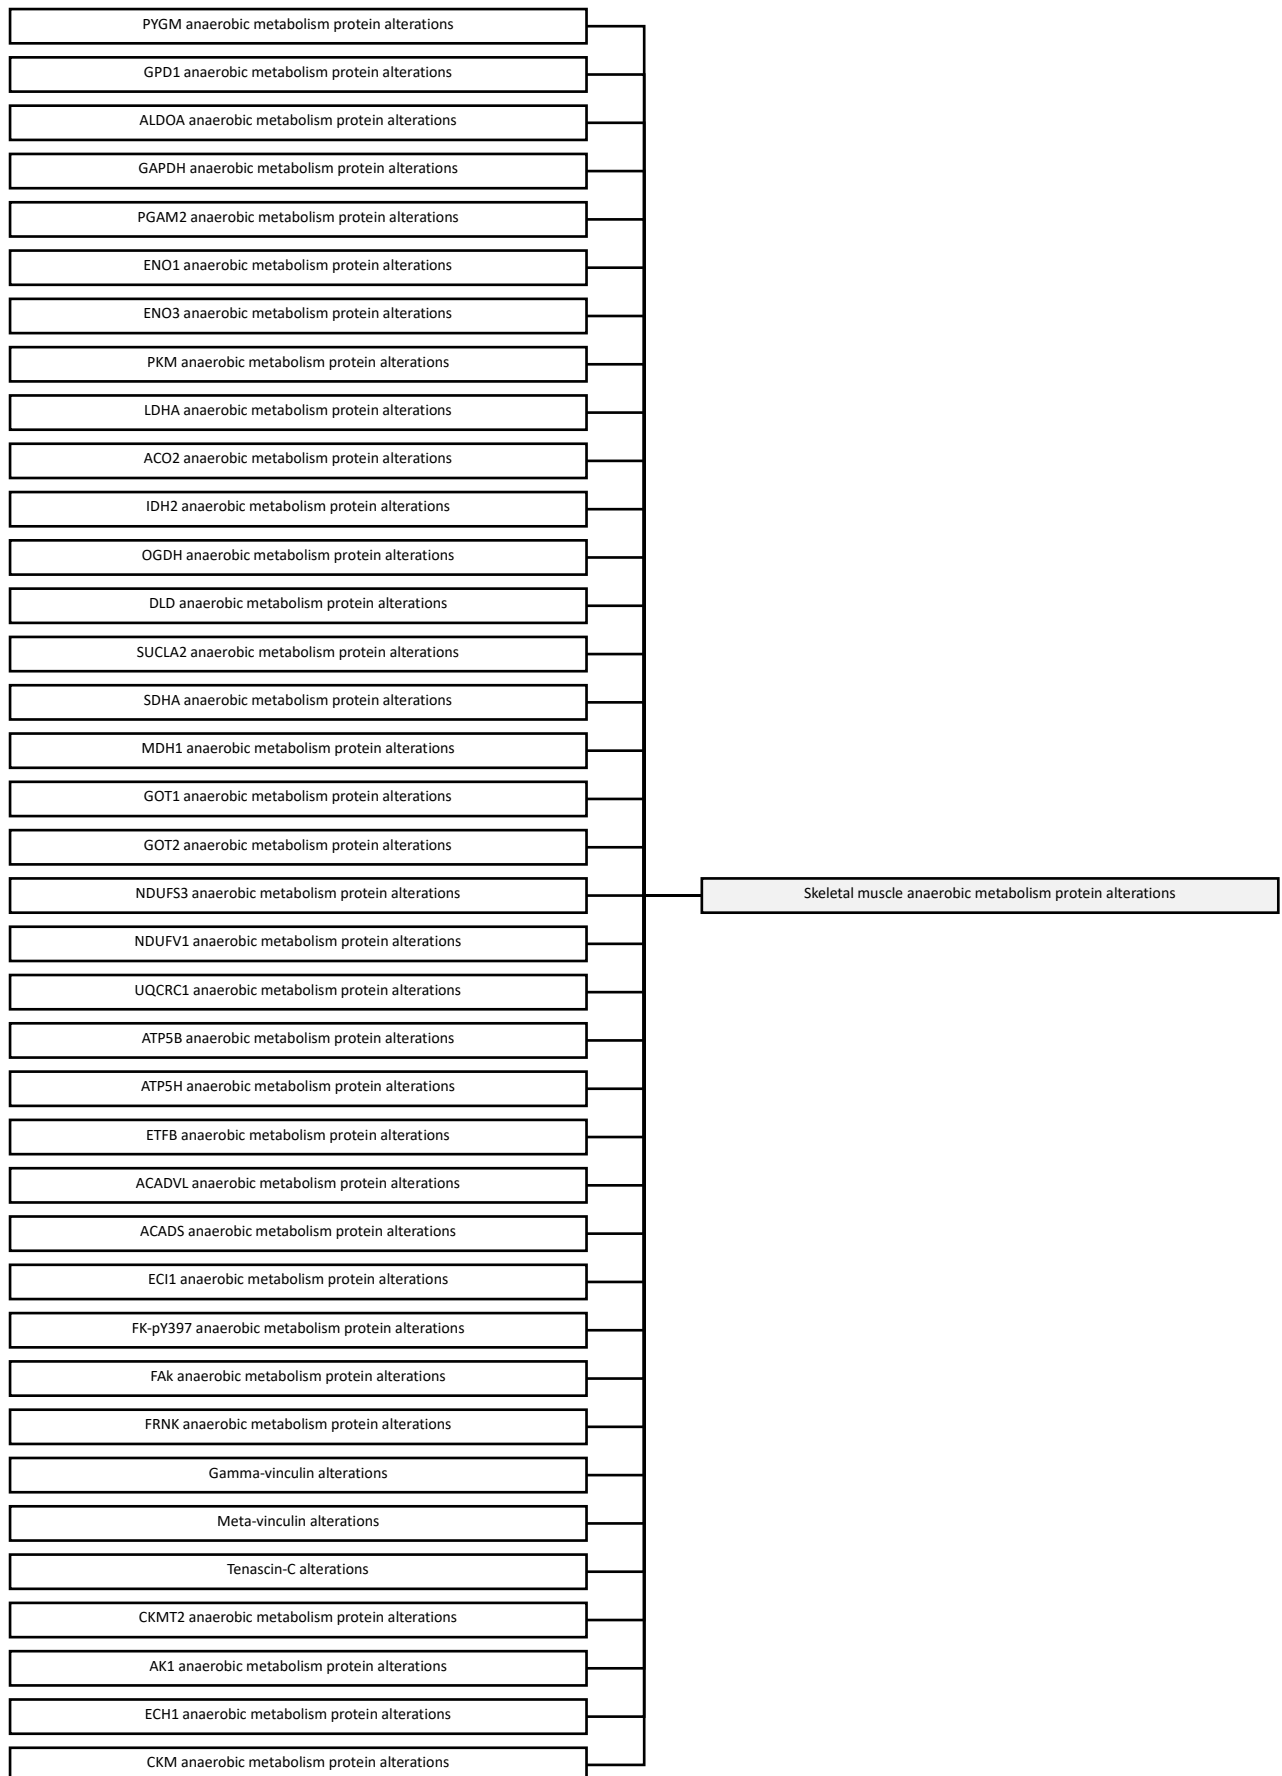 PYGM anaerobic metabolism protein alterations
GPD1 anaerobic metabolism protein alterations
ALDOA anaerobic metabolism protein alterations
GAPDH anaerobic metabolism protein alterations
PGAM2 anaerobic metabolism protein alterations
ENO1 anaerobic metabolism protein alterations
ENO3 anaerobic metabolism protein alterations
PKM anaerobic metabolism protein alterations
LDHA anaerobic metabolism protein alterations
ACO2 anaerobic metabolism protein alterations
IDH2 anaerobic metabolism protein alterations
OGDH anaerobic metabolism protein alterations
DLD anaerobic metabolism protein alterations
SUCLA2 anaerobic metabolism protein alterations
SDHA anaerobic metabolism protein alterations
MDH1 anaerobic metabolism protein alterations
GOT1 anaerobic metabolism protein alterations
GOT2 anaerobic metabolism protein alterations
NDUFS3 anaerobic metabolism protein alterations
Skeletal muscle anaerobic metabolism protein alterations
NDUFV1 anaerobic metabolism protein alterations
UQCRC1 anaerobic metabolism protein alterations
ATP5B anaerobic metabolism protein alterations
ATP5H anaerobic metabolism protein alterations
ETFB anaerobic metabolism protein alterations
ACADVL anaerobic metabolism protein alterations
ACADS anaerobic metabolism protein alterations
ECI1 anaerobic metabolism protein alterations
FK-pY397 anaerobic metabolism protein alterations
FAk anaerobic metabolism protein alterations
FRNK anaerobic metabolism protein alterations
Gamma-vinculin alterations
Meta-vinculin alterations
Tenascin-C alterations
CKMT2 anaerobic metabolism protein alterations
AK1 anaerobic metabolism protein alterations
ECH1 anaerobic metabolism protein alterations
CKM anaerobic metabolism protein alterations